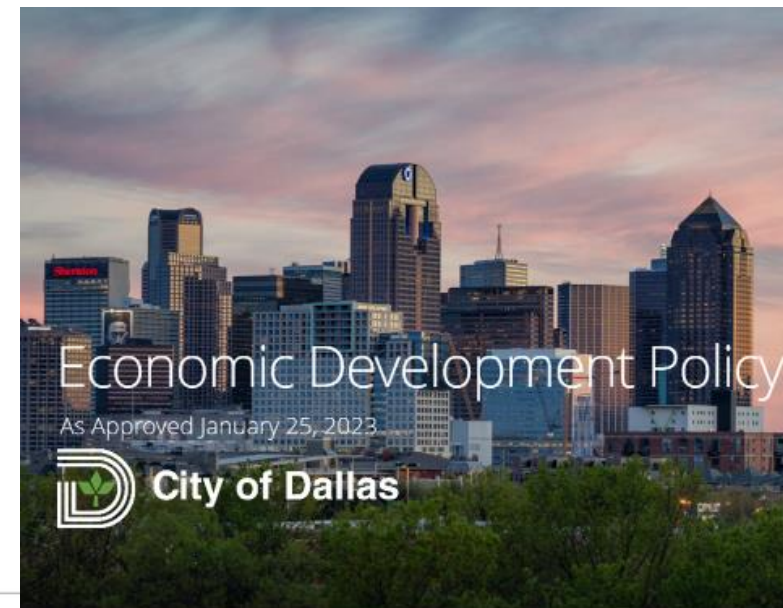 Sheraton
Economic Development Policy
As Approved January 25, 2023
City of Dallas